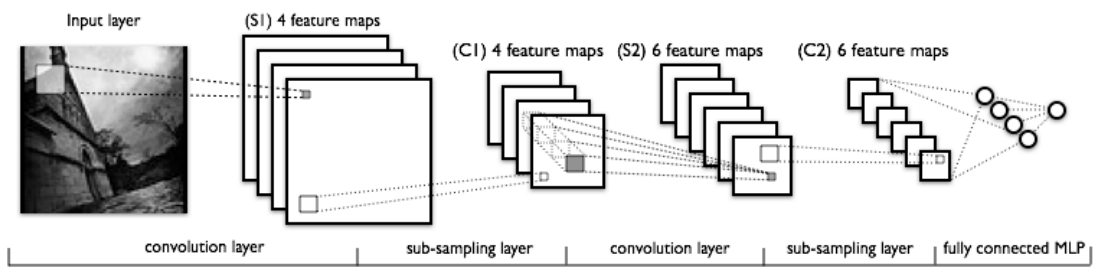 Input layer
(S1) 4 feature maps
(C1) 4 feature maps
(S2) 6 feature maps
(C2) 6 feature maps
convolution layer
sub-sampling layer
convolution layer
sub-sampling layer
fully connected MLP